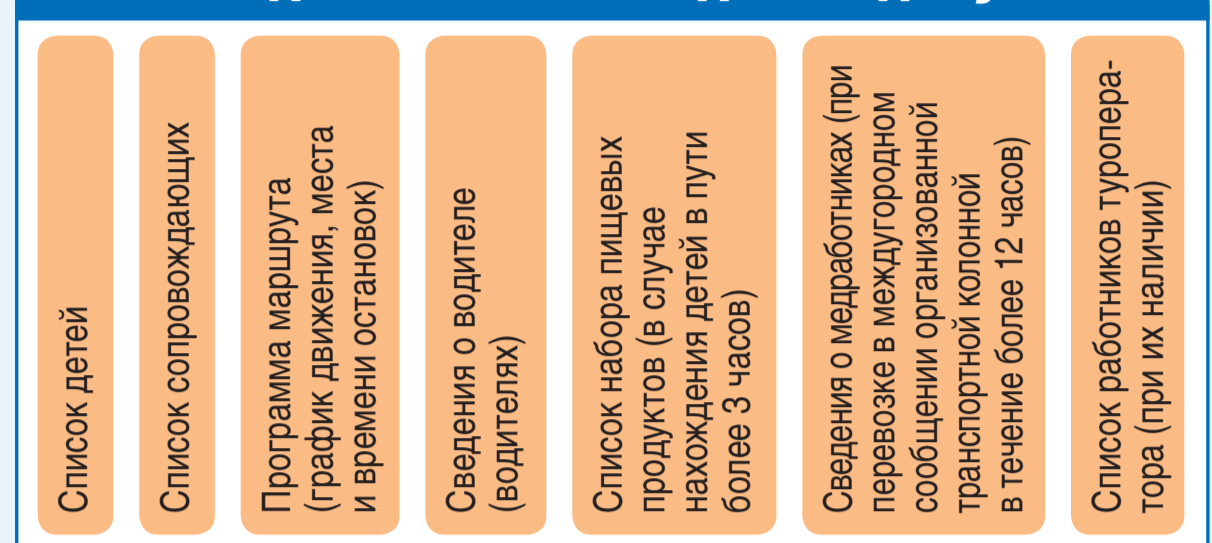 Список детей
Список сопровождающих
Программа маршрута
(график движения, места
и времени остановок)
Сведения о водителе
(водителях)
Список набора пищевых
продуктов (в случае
нахождения детей в пути
более 3 часов)
Сведения о медработниках (при
перевозке в междугородном
сообщении организованной
транспортной колонной
в течение более 12 часов)
Список работников туропера-
тора (при их наличии)